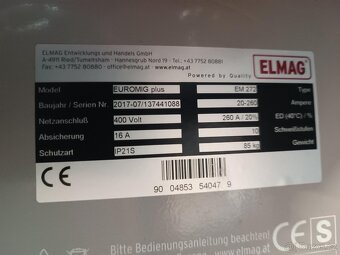 ELMAG Entwicklungs und Handels GmbH
A-4911 Ried/Tumeltsham - Hannesgrub Nord 19 - Tel. +43 7752 80881
Fax +43 7752 80880 - office@elmag.at - www.elmag.at
Powered by Quality
ELMAG
Model EUROMIG plus EM 272 Type
Baujahr / Serien Nr. 2017-07/137441088 20-260 Ampere
Netzanschluß 400 Volt 260 A / 20% ED (40°C) / %
Absicherung 16 A 10 Schweißstufen
Schutzart IP21S 85 kg Gewicht
CE
90 04853 54047 9
Bitte Bedienungsanleitung beachten!
www.elmag.at
CE S